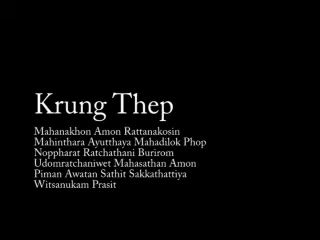 Krung Thep
Mahanakhon Amon Rattanakosin
Mahinthara Ayutthaya Mahadilok Phop
Noppharat Ratchathani Burirom
Udomratchaniwet Mahasathan Amon
Piman Awatan Sathit Sakkathattiya
Witsanukam Prasit